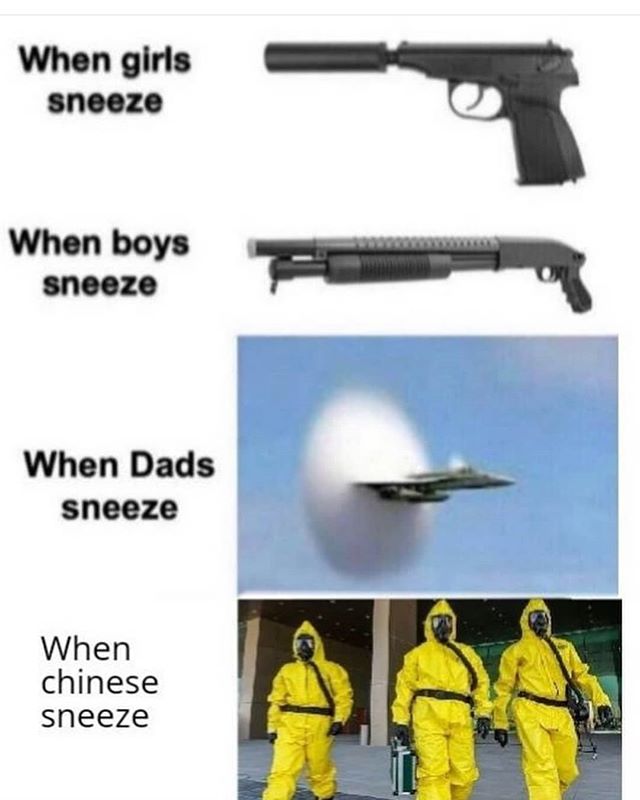 When girls
sneeze
When boys
sneeze
When Dads
sneeze
When
chinese
sneeze